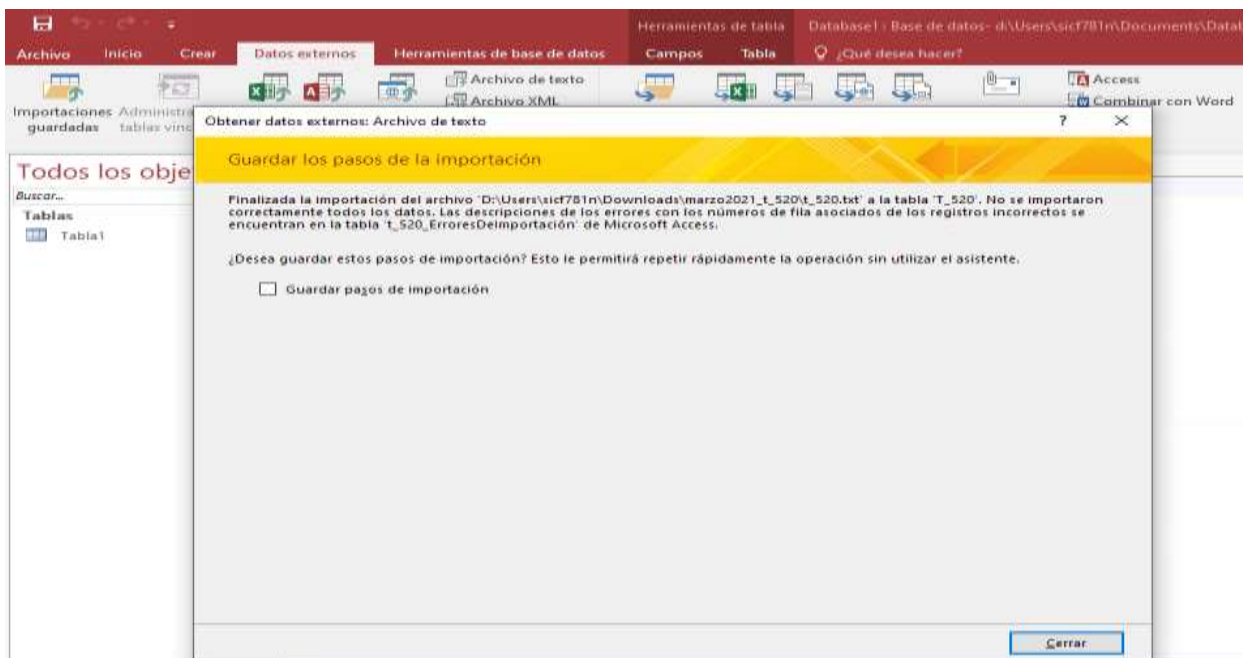 Herramientas de tabla Database1 : Base de datos- d:\Users\sicf781n\Documents\Datab
Archivo Inicio Crear Datos externos Herramientas de base de datos Campos Tabla ¿Qué desea hacer?
Archivo de texto Access
Archivo XML Combinar con Word
Importaciones Administra
guardadas tablas vinc
Obtener datos externos: Archivo de texto ? ×
Guardar los pasos de la importación
Todos los obje
Buscar...
Tablas
Tabla1
Finalizada la importación del archivo 'D:\Users\sicf781n\Downloads\marzo2021_t_520\t_520.txt' a la tabla 'T_520'. No se importaron
correctamente todos los datos. Las descripciones de los errores con los números de fila asociados de los registros incorrectos se
encuentran en la tabla 't_520_ErroresDeImportación' de Microsoft Access.
¿Desea guardar estos pasos de importación? Esto le permitirá repetir rápidamente la operación sin utilizar el asistente.
Guardar pasos de importación
Cerrar